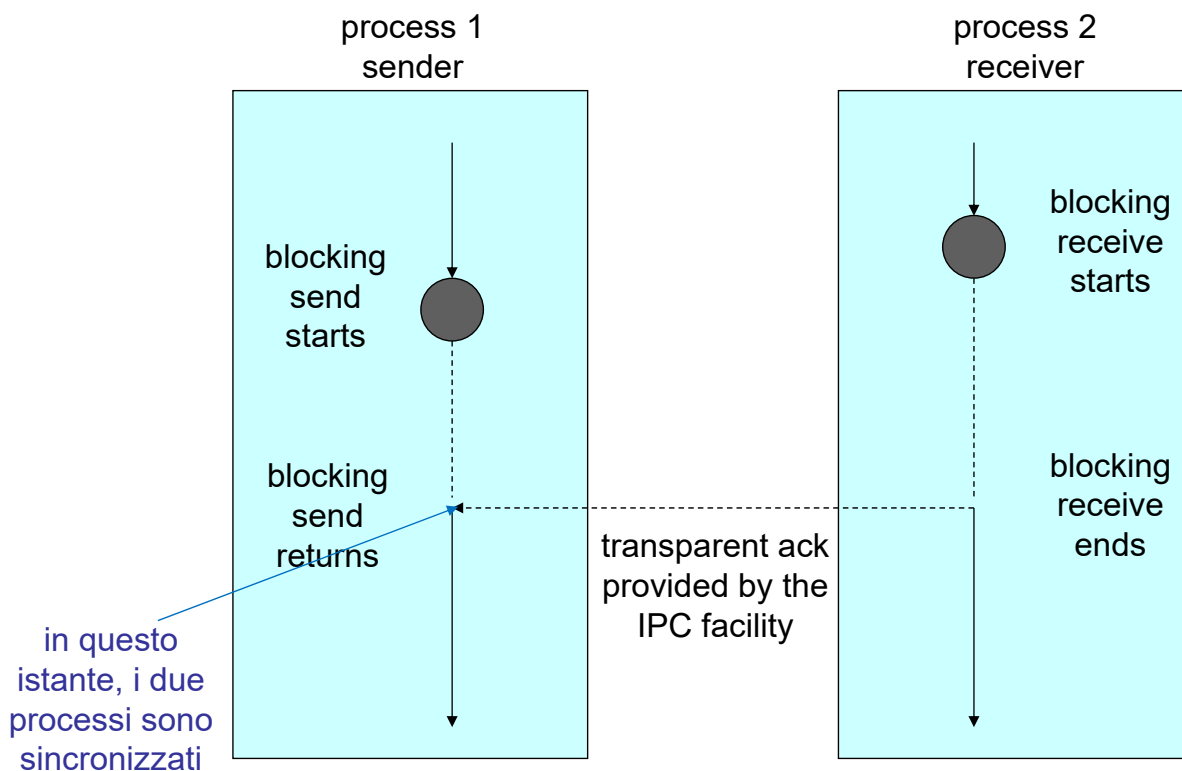 process 1
sender
process 2
receiver
blocking
send
starts
blocking
receive
starts
blocking
send
returns
blocking
receive
ends
transparent ack
provided by the
IPC facility
in questo
istante, i due
processi sono
sincronizzati